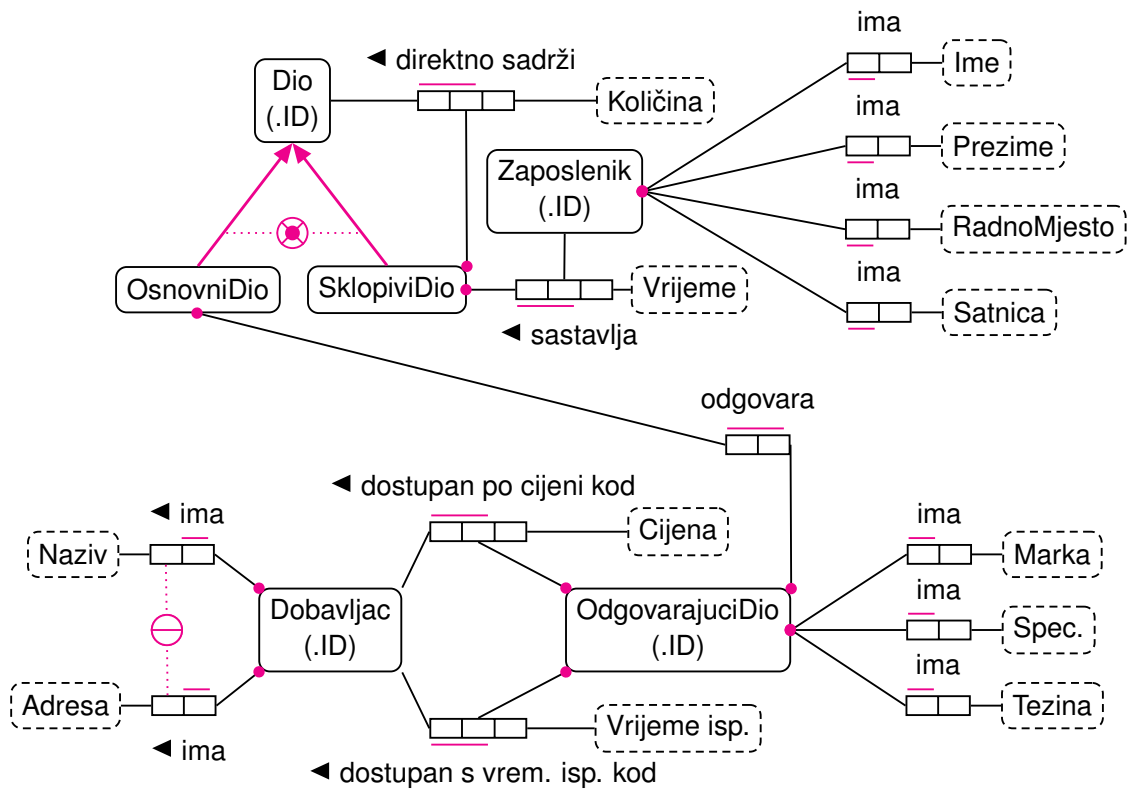 ima
◄ direktno sadrži
Dio
(.ID)
Količina
Ime
ima
Zaposlenik
(.ID)
Prezime
ima
RadnoMjesto
OsnovniDio
SklopiviDio
Vrijeme
ima
Satnica
◄ sastavlja
odgovara
◄ dostupan po cijeni kod
◄ ima
Naziv
Cijena
ima
Marka
Dobavljac
(.ID)
OdgovarajuciDio
(.ID)
ima
Spec.
ima
Adresa
Vrijeme isp.
Tezina
◄ ima
◄ dostupan s vrem. isp. kod